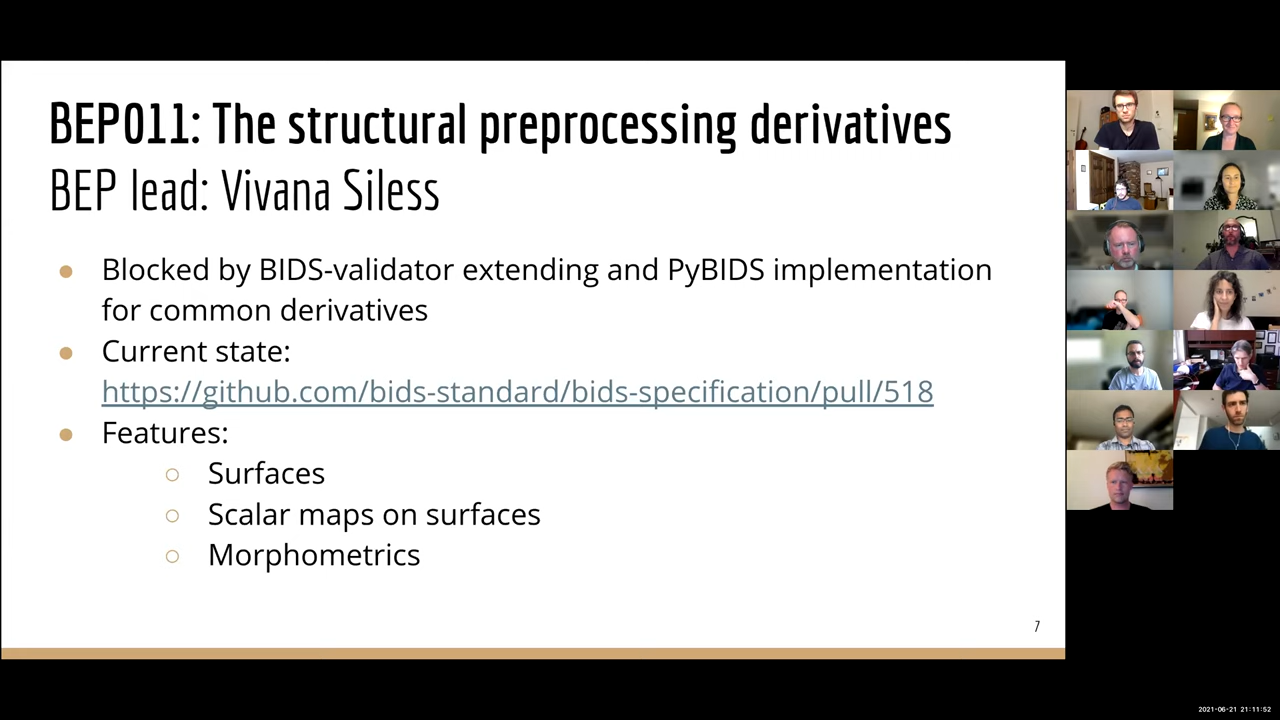 BEP011: The structural preprocessing derivatives
BEP lead: Vivana Siless
● Blocked by BIDS-validator extending and PyBIDS implementation
for common derivatives
● Current state:
https://github.com/bids-standard/bids-specification/pull/518
● Features:
○ Surfaces
○ Scalar maps on surfaces
○ Morphometrics
7
2021-06-21 21:11:52